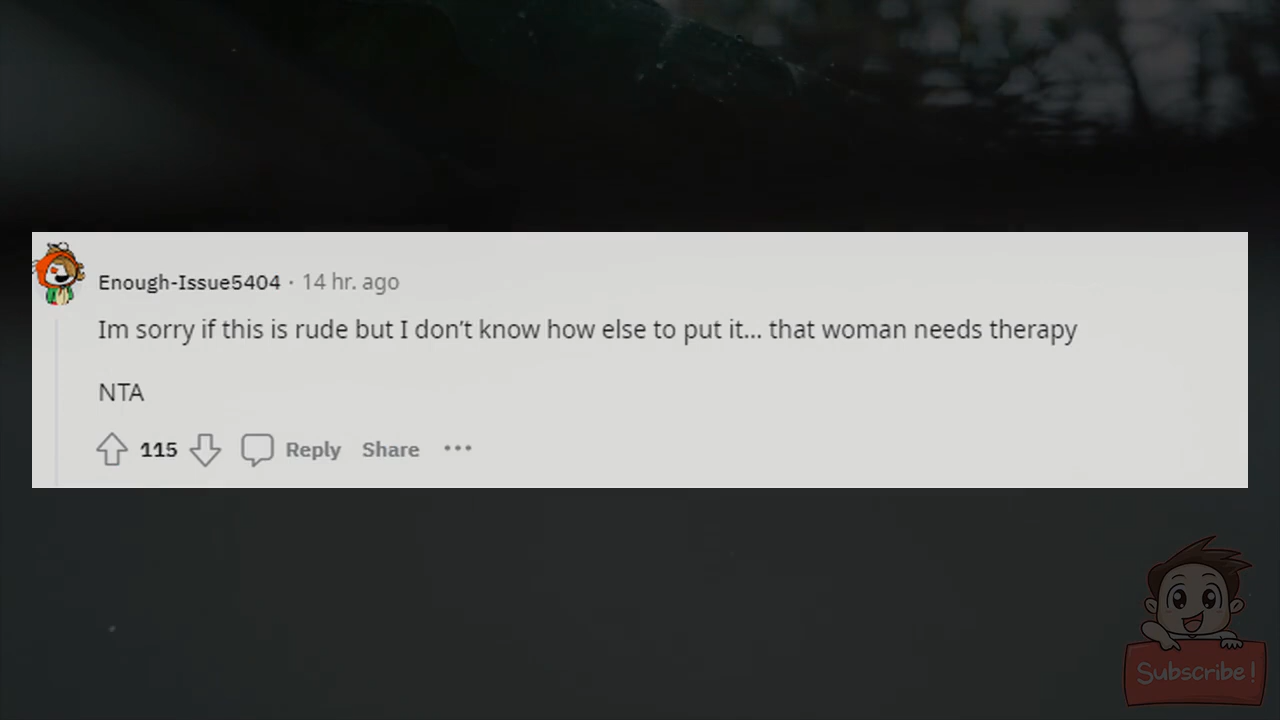 Enough-Issue5404 · 14 hr. ago
Im sorry if this is rude but I don’t know how else to put it... that woman needs therapy
NTA
115 Reply Share ···
Subscribe!